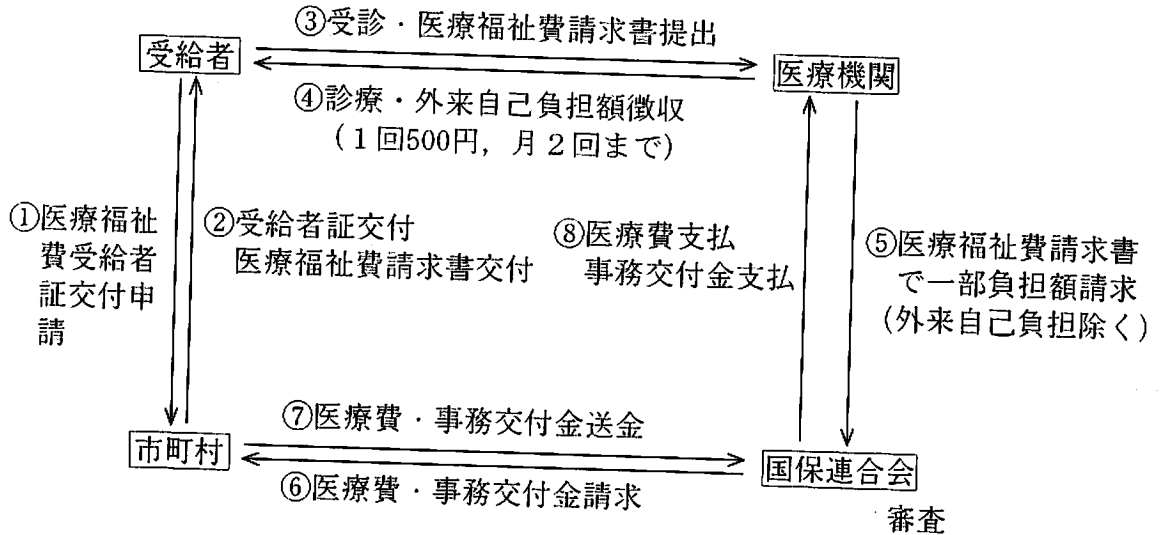 ③受診・医療福祉費請求書提出
受給者
医療機関
④診療・外来自己負担額徴収
(1回500円，月2回まで)
①医療福祉
費受給者
証交付申
請
②受給者証交付
医療福祉費請求書交付
⑧医療費支払
事務交付金支払
⑤医療福祉費請求書
で一部負担額請求
(外来自己負担除く)
⑦医療費・事務交付金送金
市町村
国保連合会
⑥医療費・事務交付金請求
審査